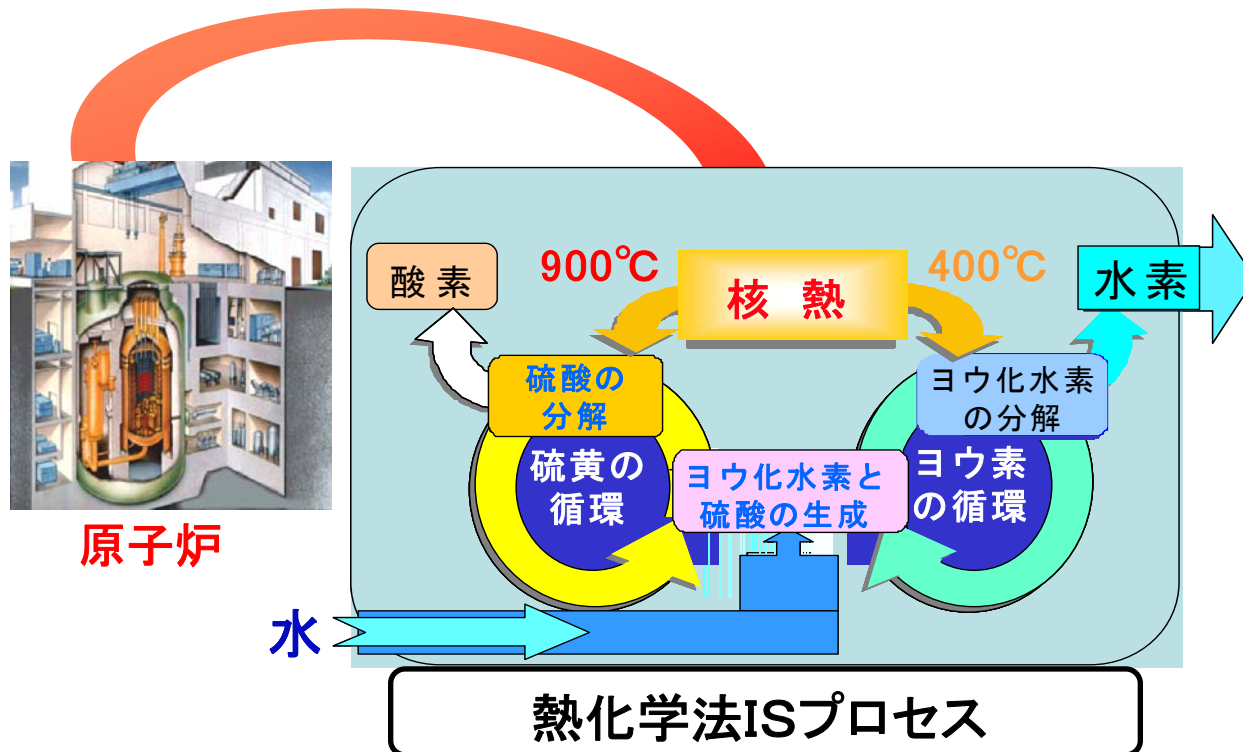 酸素
900℃
核熱
400℃
水素
硫酸の
分解
ヨウ化水素
の分解
硫黄の
循環
ヨウ化水素と
硫酸の生成
ヨウ素
の循環
原子炉
水
熱化学法ISプロセス